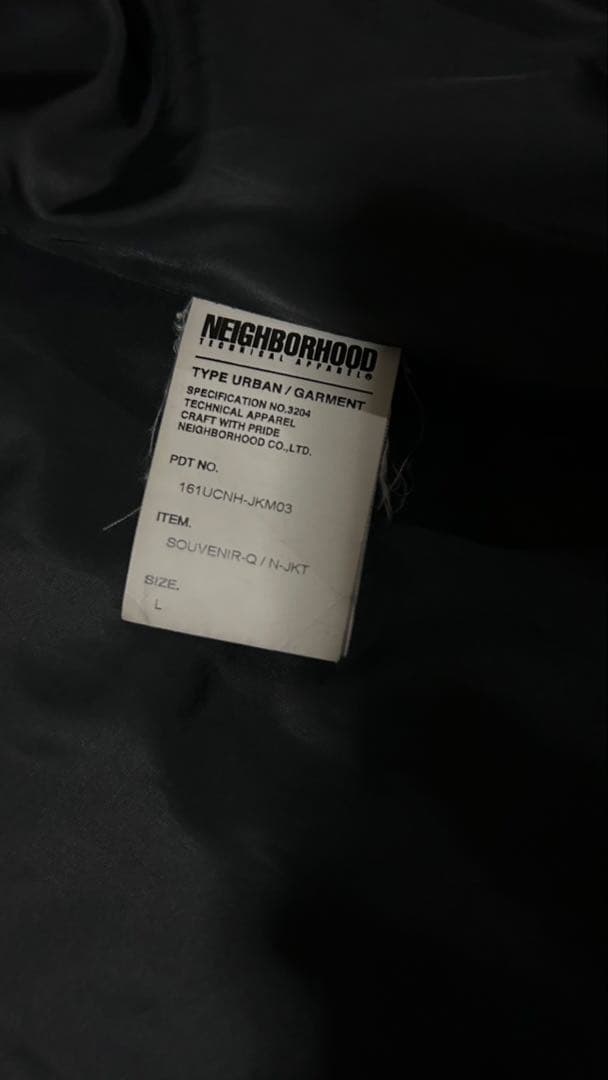 NEIGHBORHOOD
TECHNICAL APPAREL®
TYPE URBAN / GARMENT
SPECIFICATION NO.3204
TECHNICAL APPAREL
CRAFT WITH PRIDE
NEIGHBORHOOD CO.,LTD.
PDT NO.
161UCNH-JKM03
ITEM.
SOUVENIR-Q / N-JKT
SIZE.
L